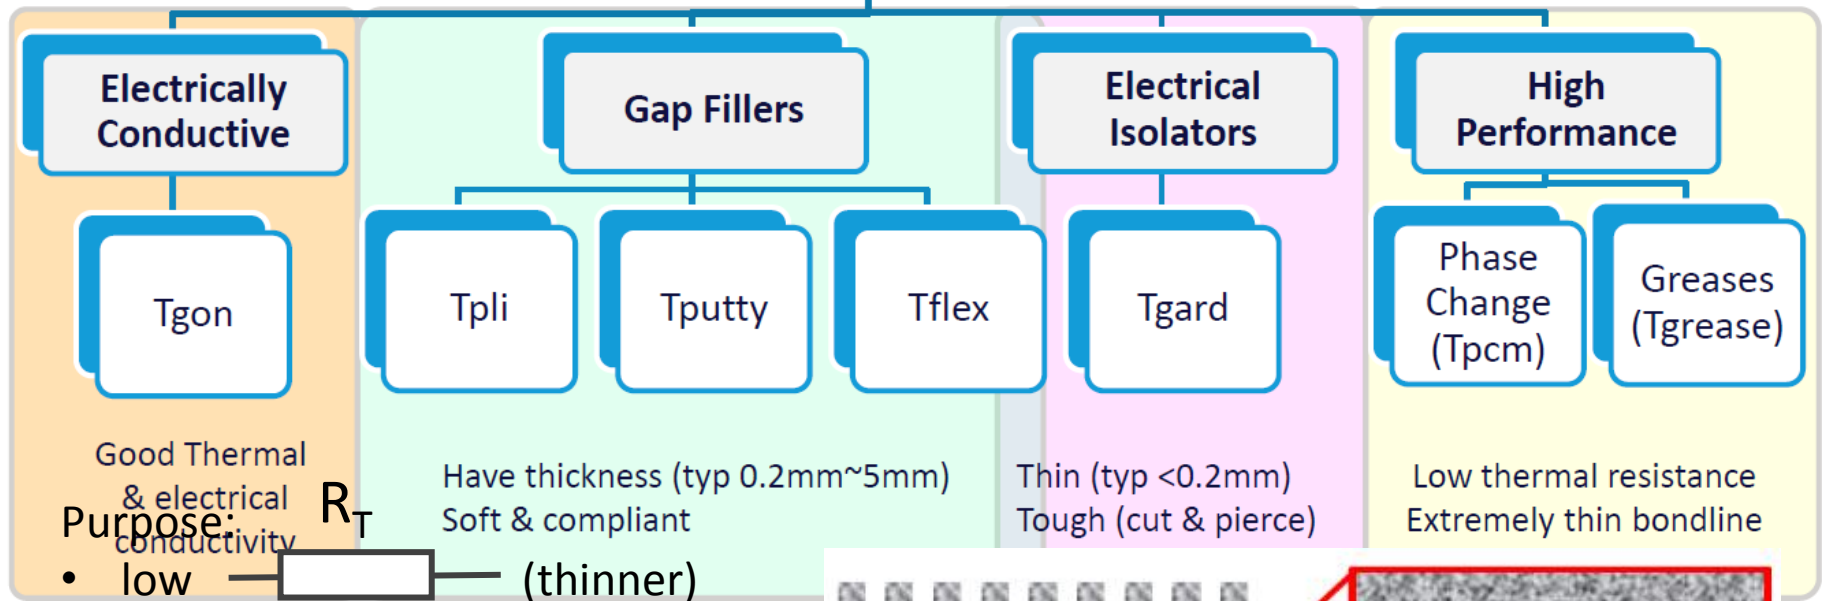 Electrically
Conductive
Gap Fillers
Electrical
Isolators
High
Performance
Tgon
Tpli
Tputty
Tflex
Tgard
Phase
Change
(Tpcm)
Greases
(Tgrease)
Good Thermal
& electrical
conductivity
Have thickness (typ 0.2mm~5mm)
Soft & compliant
Thin (typ <0.2mm)
Tough (cut & pierce)
Low thermal resistance
Extremely thin bondline
Purpose:
RT
• low
(thinner)